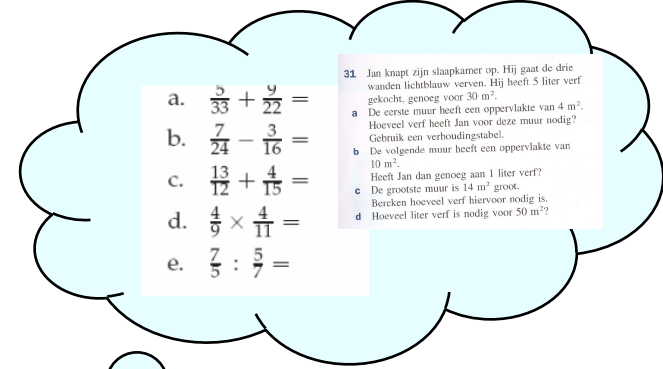 a. 5/33 + 9/22 =
b. 7/24 − 3/16 =
c. 13/12 + 4/15 =
d. 4/9 × 4/11 =
e. 7/5 : 5/7 =
31 Jan knapt zijn slaapkamer op. Hij gaat de drie
wanden lichtblauw verven. Hij heeft 5 liter verf
gekocht, genoeg voor 30 m².
a De eerste muur heeft een oppervlakte van 4 m².
Hoeveel verf heeft Jan voor deze muur nodig?
Gebruik een verhoudingstabel.
b De volgende muur heeft een oppervlakte van
10 m².
Heeft Jan dan genoeg aan 1 liter verf?
c De grootste muur is 14 m² groot.
Bereken hoeveel verf hiervoor nodig is.
d Hoeveel liter verf is nodig voor 50 m²?